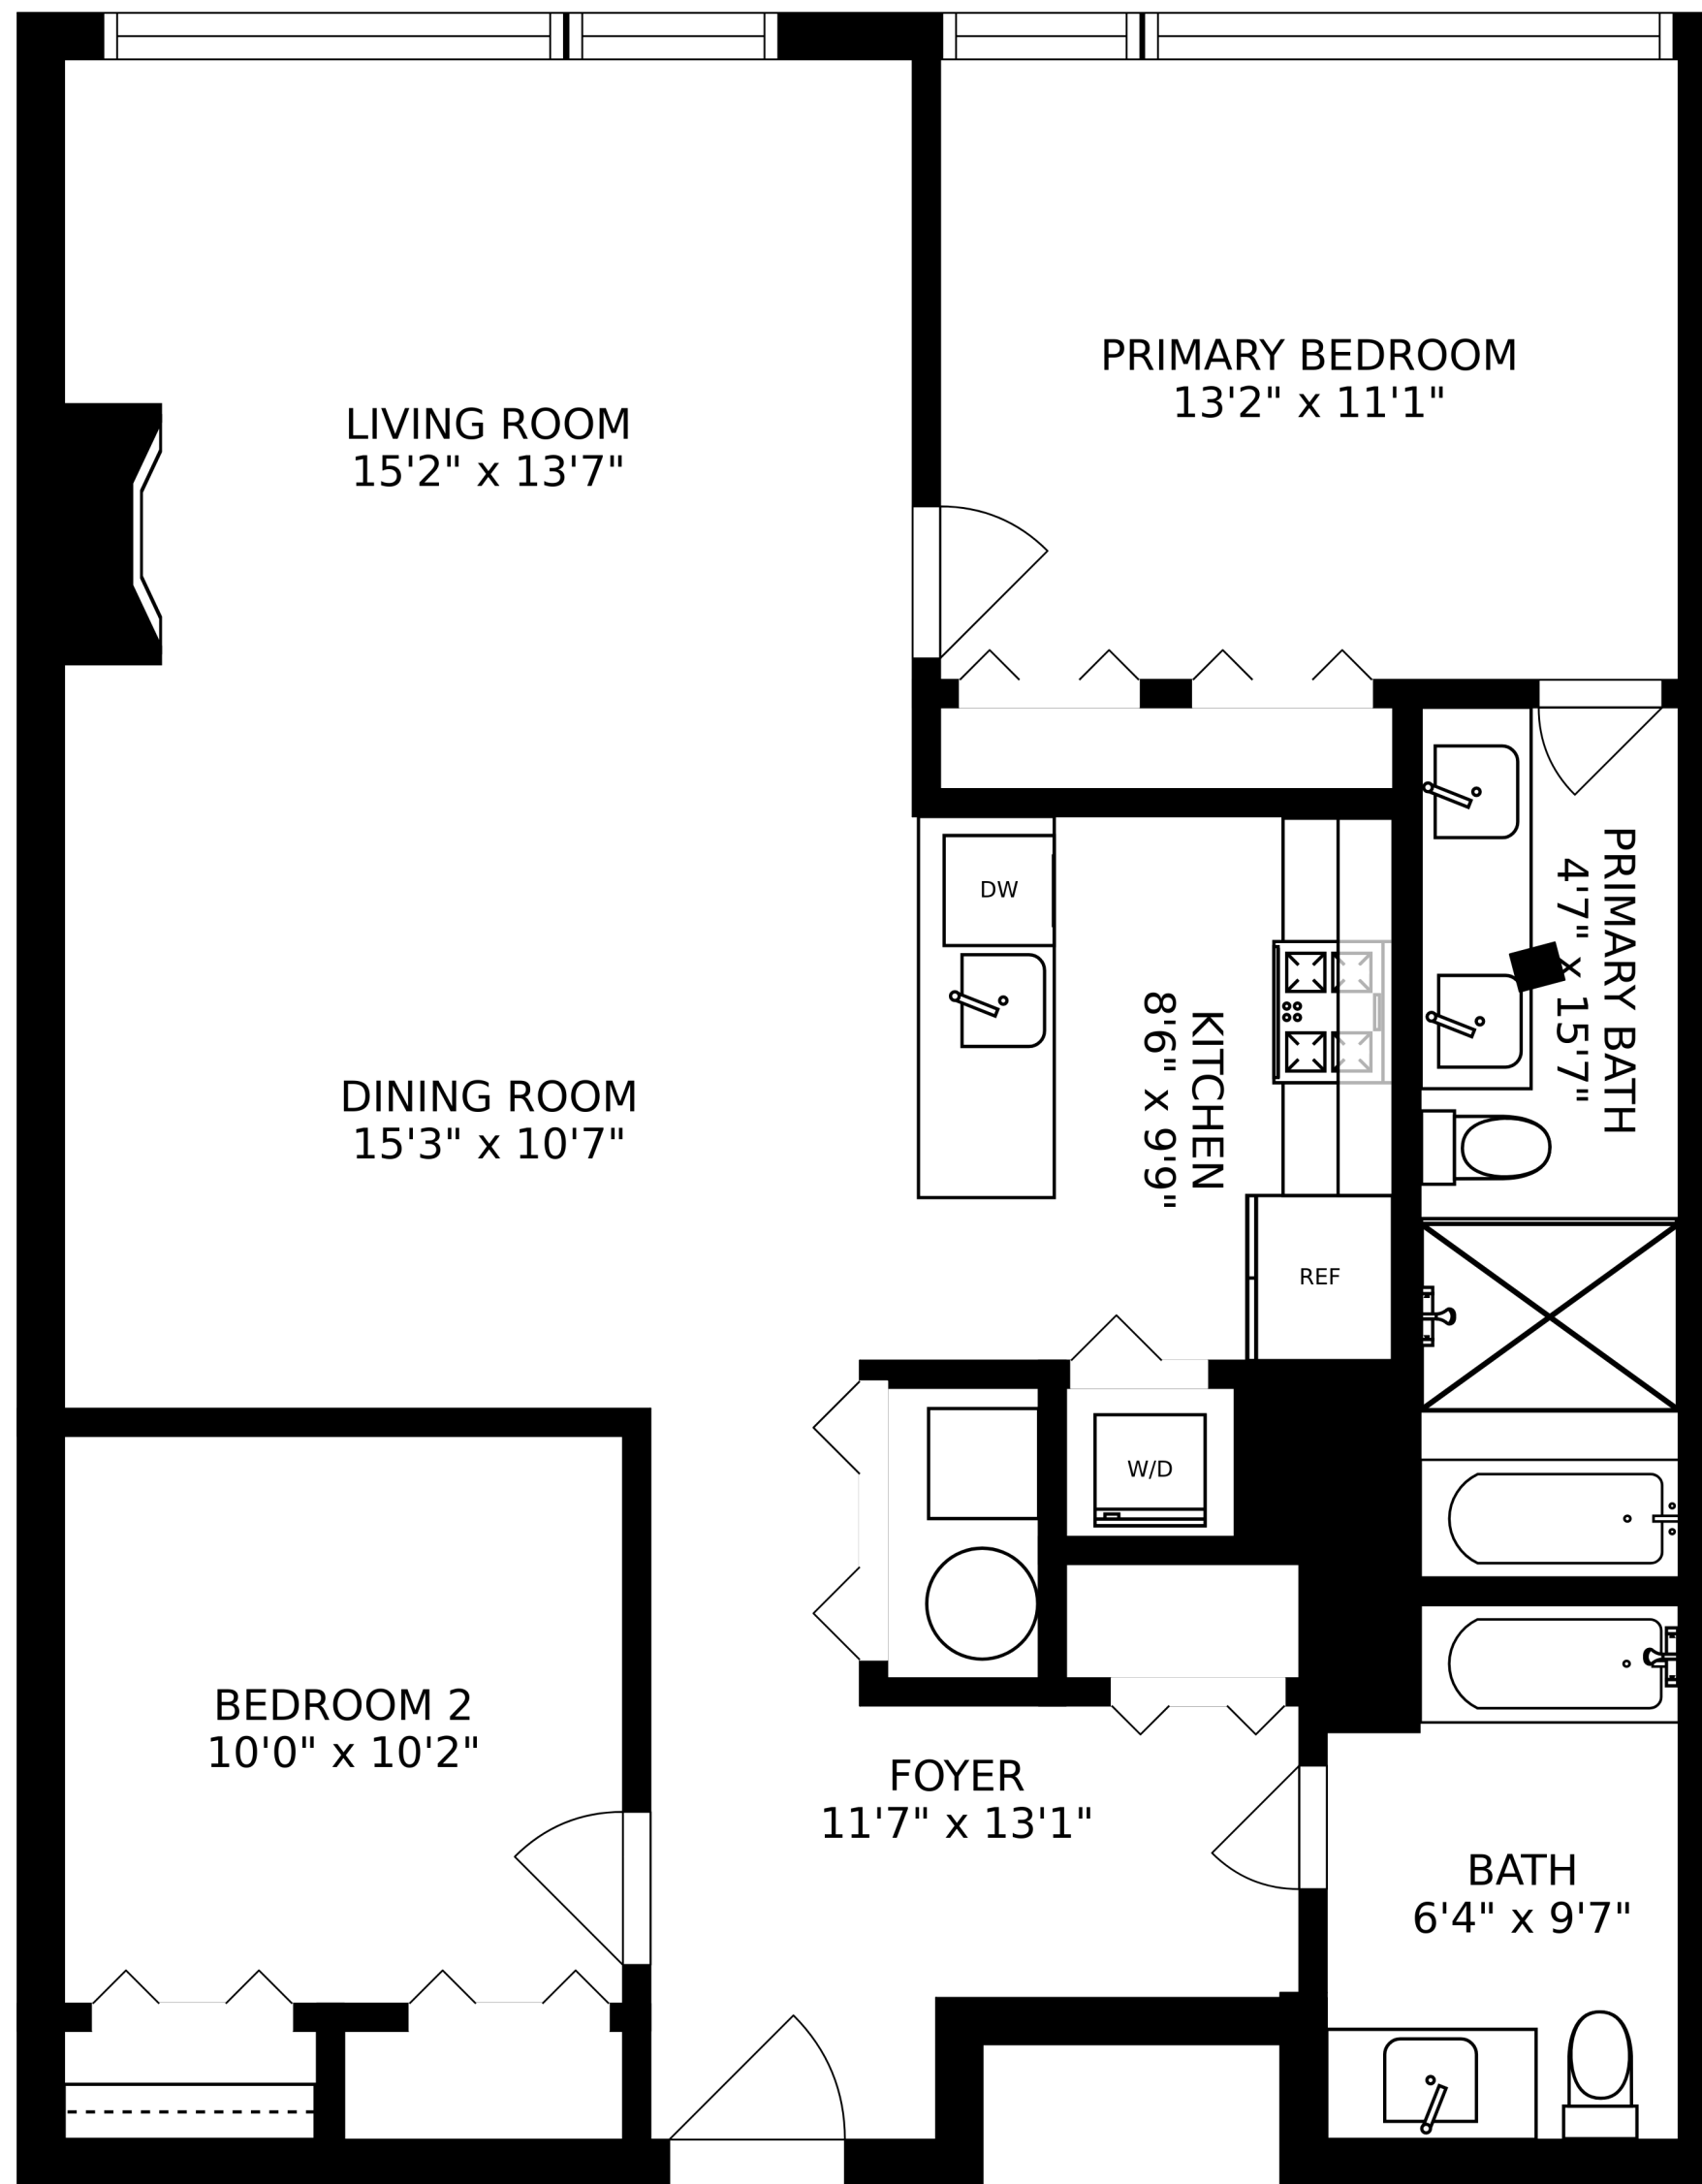 PRIMARY BEDROOM
13'2" x 11'1"
LIVING ROOM
15'2" x 13'7"
DW
PRIMARY BATH
4'7" x 15'7"
KITCHEN
8'6" x 9'9"
DINING ROOM
15'3" x 10'7"
REF
W/D
BEDROOM 2
10'0" x 10'2"
FOYER
11'7" x 13'1"
BATH
6'4" x 9'7"